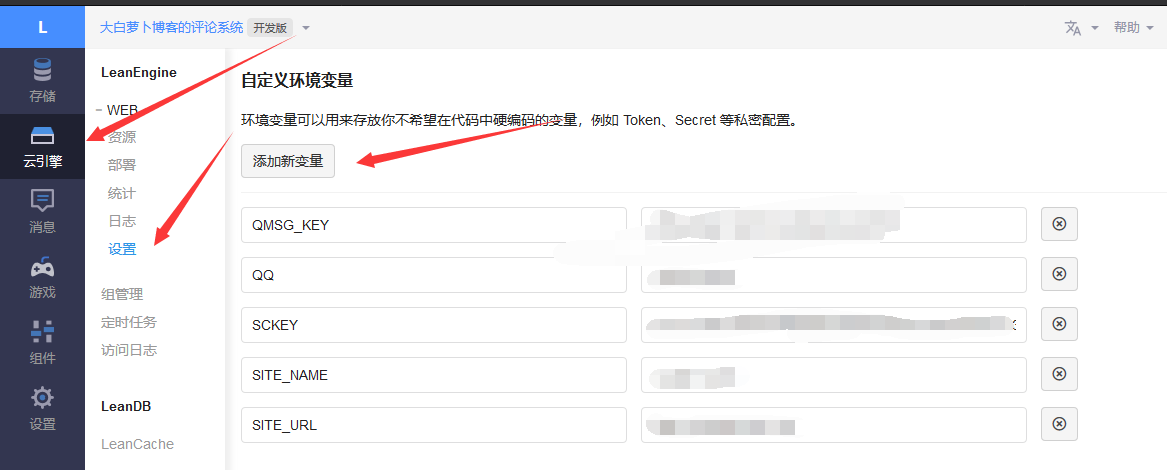 L
大白萝卜博客的评论系统 开发版
帮助
存储
云引擎
消息
游戏
组件
设置
LeanEngine
WEB
资源
部署
统计
日志
设置
组管理
定时任务
访问日志
LeanDB
LeanCache
自定义环境变量
环境变量可以用来存放你不希望在代码中硬编码的变量，例如 Token、Secret 等私密配置。
添加新变量
QMSG_KEY
QQ
SCKEY
SITE_NAME
SITE_URL